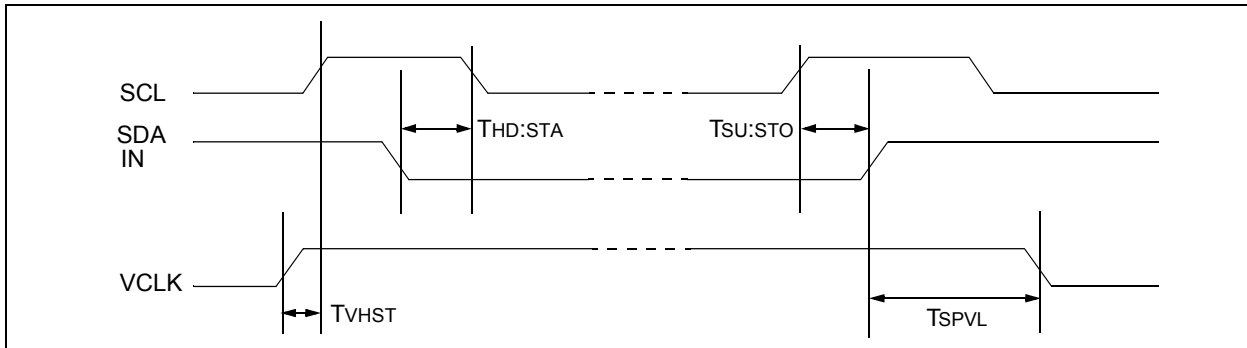 SCL
THD:STA
TSU:STO
SDA
IN
VCLK
TVHST
TSPVL